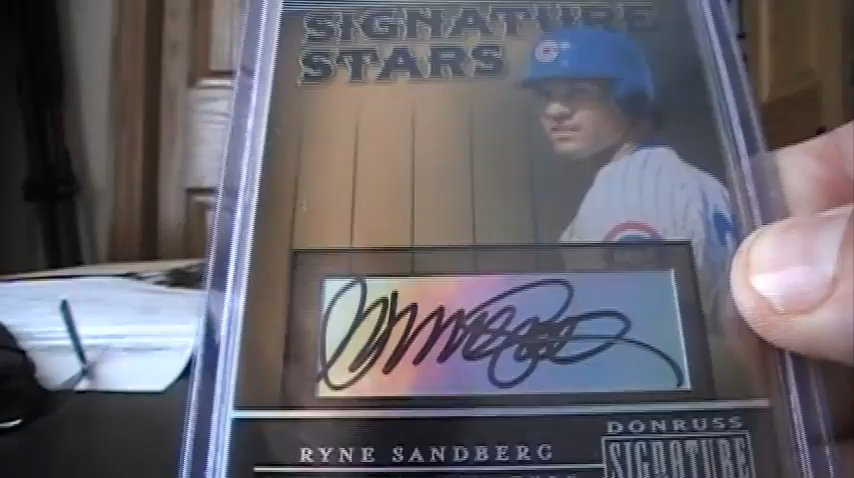 SIGNATURE
STARS
C
RYNE SANDBERG
DONRUSS
SIGNATURE